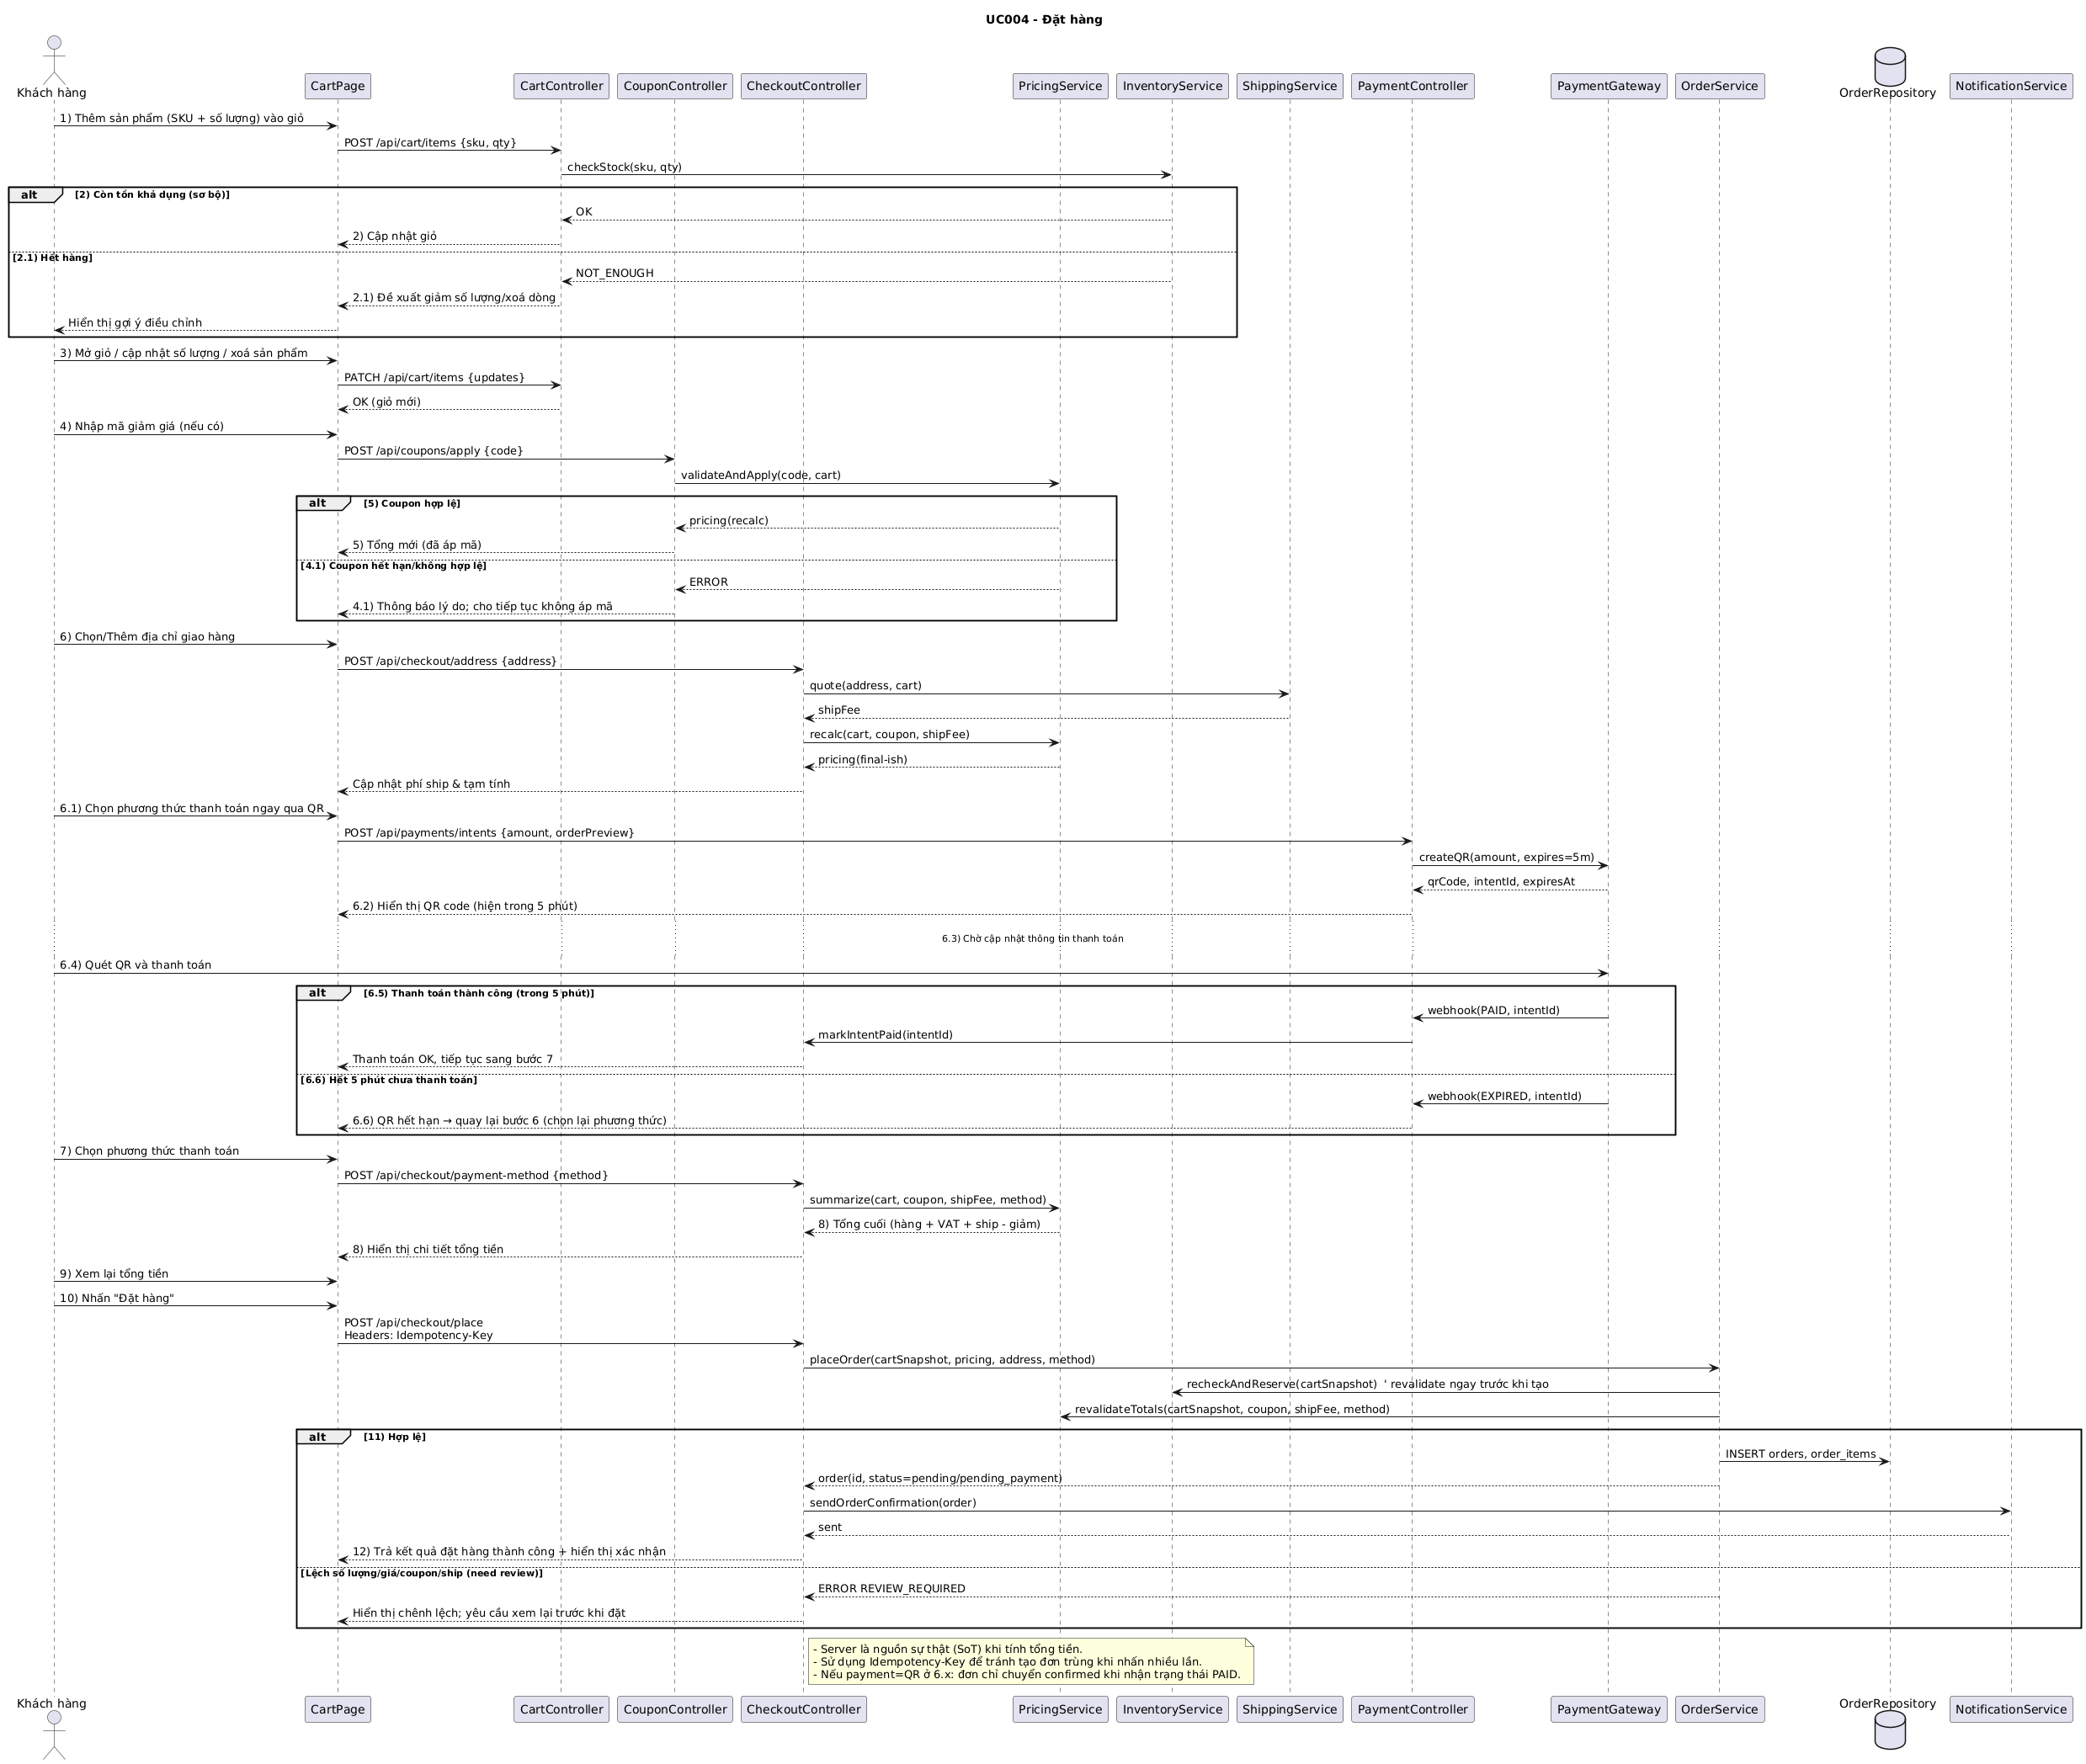 UC004 - Đặt hàng
Khách hàng
CartPage
CartController
CouponController
CheckoutController
PricingService
InventoryService
ShippingService
PaymentController
PaymentGateway
OrderService
OrderRepository
NotificationService
1) Thêm sản phẩm (SKU + số lượng) vào giỏ
POST /api/cart/items {sku, qty}
checkStock(sku, qty)
alt [2) Còn tồn khả dụng (sơ bộ)]
OK
2) Cập nhật giỏ
[2.1) Hết hàng]
NOT_ENOUGH
2.1) Đề xuất giảm số lượng/xoá dòng
Hiển thị gợi ý điều chỉnh
3) Mở giỏ / cập nhật số lượng / xoá sản phẩm
PATCH /api/cart/items {updates}
OK (giỏ mới)
4) Nhập mã giảm giá (nếu có)
POST /api/coupons/apply {code}
validateAndApply(code, cart)
alt [5) Coupon hợp lệ]
pricing(recalc)
5) Tổng mới (đã áp mã)
[4.1) Coupon hết hạn/không hợp lệ]
ERROR
4.1) Thông báo lý do; cho tiếp tục không áp mã
6) Chọn/Thêm địa chỉ giao hàng
POST /api/checkout/address {address}
quote(address, cart)
shipFee
recalc(cart, coupon, shipFee)
pricing(final-ish)
Cập nhật phí ship & tạm tính
6.1) Chọn phương thức thanh toán ngay qua QR
POST /api/payments/intents {amount, orderPreview}
createQR(amount, expires=5m)
qrCode, intentId, expiresAt
6.2) Hiển thị QR code (hiện trong 5 phút)
6.3) Chờ cập nhật thông tin thanh toán
6.4) Quét QR và thanh toán
alt [6.5) Thanh toán thành công (trong 5 phút)]
webhook(PAID, intentId)
markIntentPaid(intentId)
Thanh toán OK, tiếp tục sang bước 7
[6.6) Hết 5 phút chưa thanh toán]
webhook(EXPIRED, intentId)
6.6) QR hết hạn → quay lại bước 6 (chọn lại phương thức)
7) Chọn phương thức thanh toán
POST /api/checkout/payment-method {method}
summarize(cart, coupon, shipFee, method)
8) Tổng cuối (hàng + VAT + ship - giảm)
8) Hiển thị chi tiết tổng tiền
9) Xem lại tổng tiền
10) Nhấn "Đặt hàng"
POST /api/checkout/place
Headers: Idempotency-Key
placeOrder(cartSnapshot, pricing, address, method)
recheckAndReserve(cartSnapshot)  ' revalidate ngay trước khi tạo
revalidateTotals(cartSnapshot, coupon, shipFee, method)
alt [11) Hợp lệ]
INSERT orders, order_items
order(id, status=pending/pending_payment)
sendOrderConfirmation(order)
sent
12) Trả kết quả đặt hàng thành công + hiển thị xác nhận
[Lệch số lượng/giá/coupon/ship (need review)]
ERROR REVIEW_REQUIRED
Hiển thị chênh lệch; yêu cầu xem lại trước khi đặt
- Server là nguồn sự thật (SoT) khi tính tổng tiền.
- Sử dụng Idempotency-Key để tránh tạo đơn trùng khi nhấn nhiều lần.
- Nếu payment=QR ở 6.x: đơn chỉ chuyển confirmed khi nhận trạng thái PAID.
Khách hàng
CartPage
CartController
CouponController
CheckoutController
PricingService
InventoryService
ShippingService
PaymentController
PaymentGateway
OrderService
OrderRepository
NotificationService